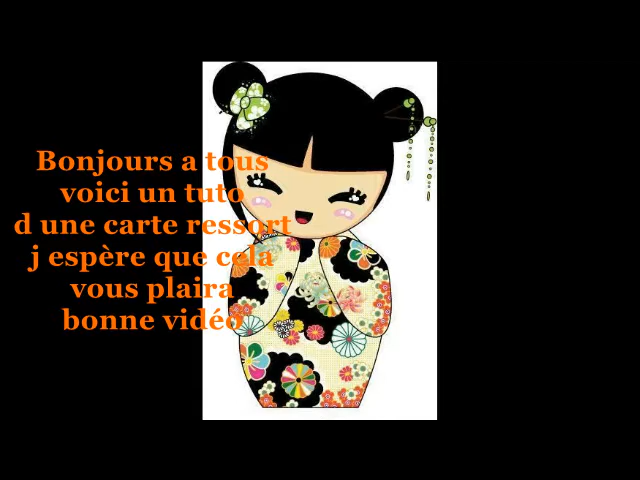 Bonjours a tous
voici un tuto
d une carte ressort
j espère que cela
vous plaira
bonne vidéo